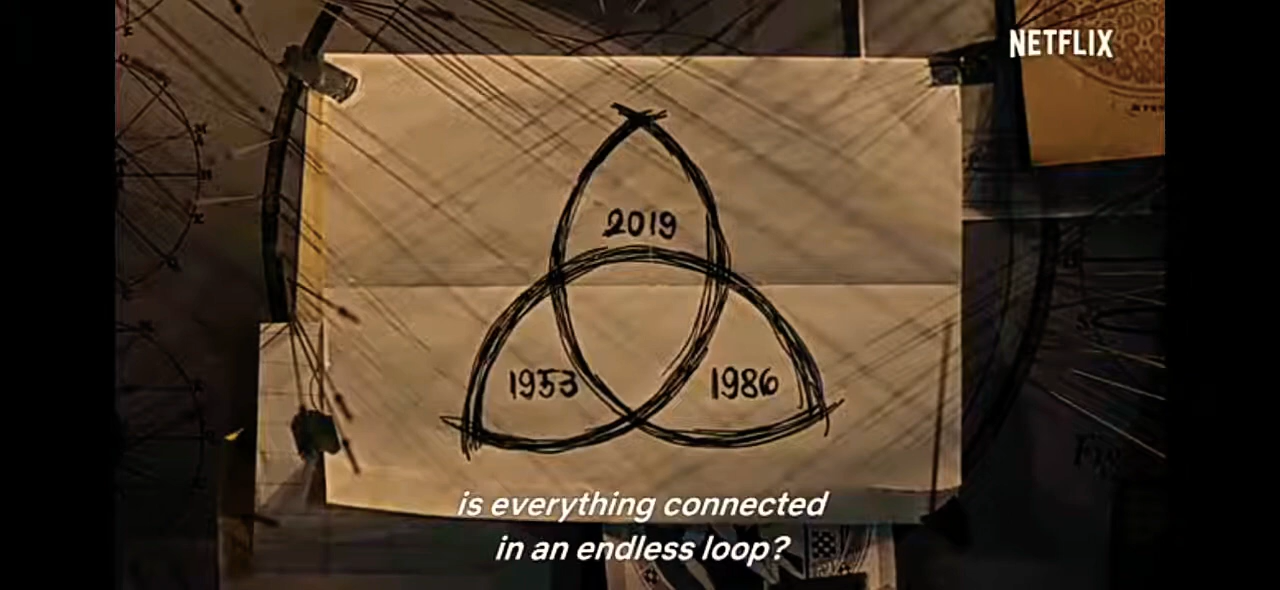 NETFLIX
2019
1953
1986
is everything connected
in an endless loop?